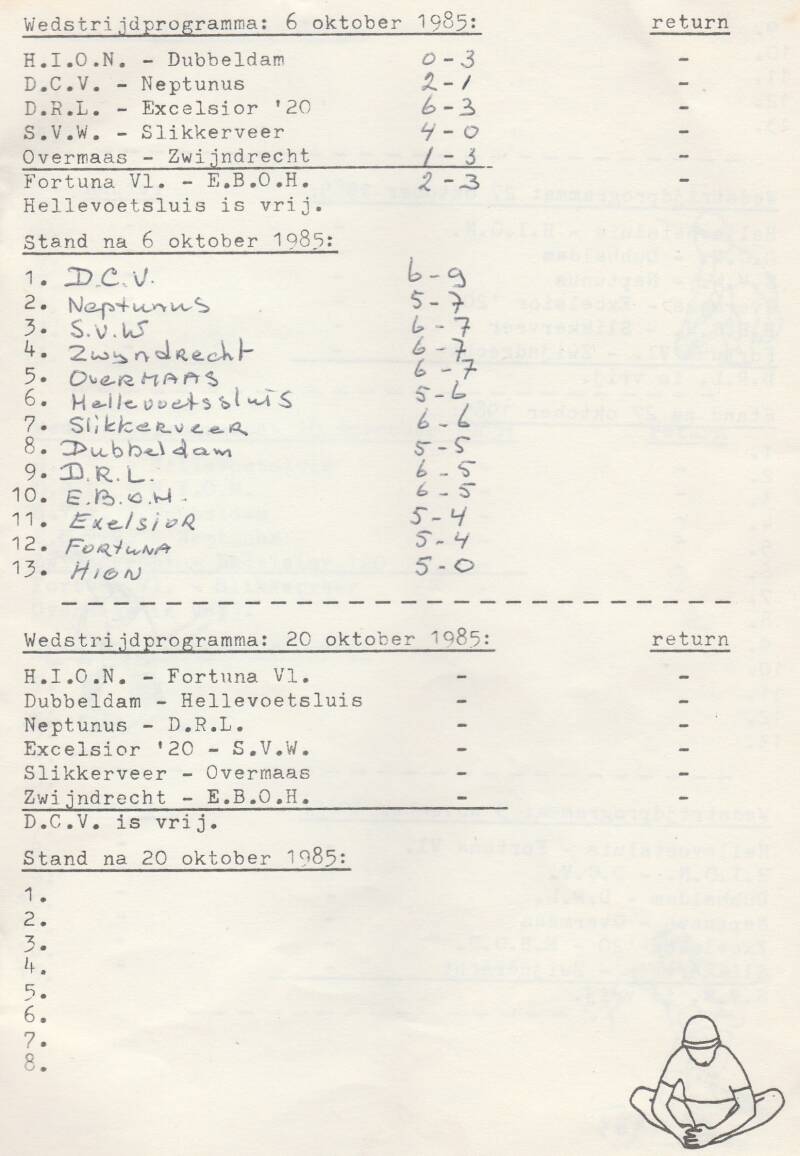 Wedstrijdprogramma: 6 oktober 1985: return
H.I.O.N. - Dubbeldam 0-3 -
D.C.V. - Neptunus 2-1 -
D.R.L. - Excelsior '20 6-3 -
S.V.W. - Slikkerveer 4-0 -
Overmaas - Zwijndrecht 1-3 -
Fortuna Vl. - E.B.O.H. 2-3 -
Hellevoetsluis is vrij.
Stand na 6 oktober 1985:
1. D.C.V. 6-9
2. Neptunus 5-7
3. S.V.W 6-7
4. Zwyndrecht 6-7
5. OverMAAS 6-7
6. Hellevoetssluis 5-6
7. Slikkerveer 6-6
8. Dubbeldam 5-5
9. D.R.L. 6-5
10. E.B.O.H. 6-5
11. Exelsior 5-4
12. Fortuna 5-4
13. HION 5-0
Wedstrijdprogramma: 20 oktober 1985: return
H.I.O.N. - Fortuna Vl. - -
Dubbeldam - Hellevoetsluis - -
Neptunus - D.R.L. - -
Excelsior '20 - S.V.W. - -
Slikkerveer - Overmaas - -
Zwijndrecht - E.B.O.H. - -
D.C.V. is vrij.
Stand na 20 oktober 1985:
1.
2.
3.
4.
5.
6.
7.
8.